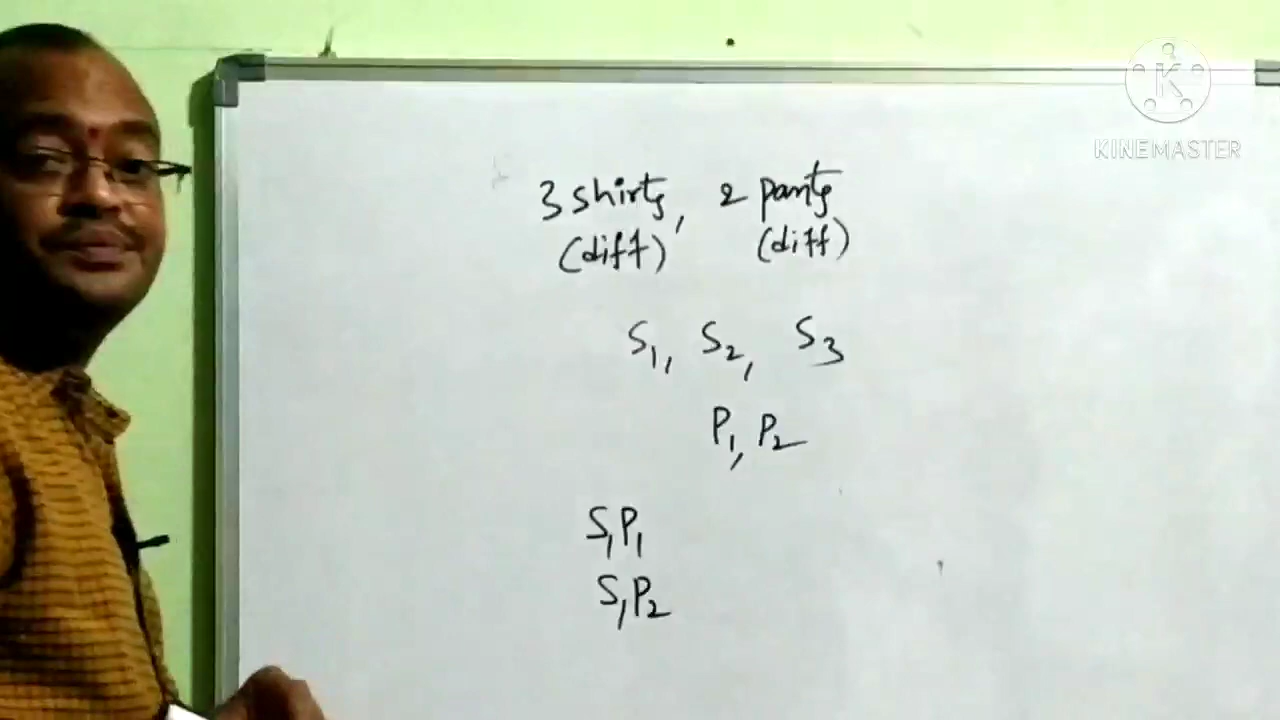 KINEMASTER
3 shirts, 2 pants
(diff) (diff)
S1, S2, S3
P1, P2
S1P1
S1P2